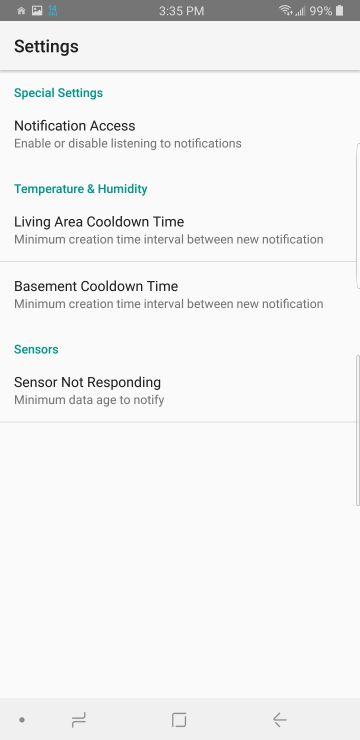 14
3:35 PM
99%
Settings
Special Settings
Notification Access
Enable or disable listening to notifications
Temperature & Humidity
Living Area Cooldown Time
Minimum creation time interval between new notification
Basement Cooldown Time
Minimum creation time interval between new notification
Sensors
Sensor Not Responding
Minimum data age to notify